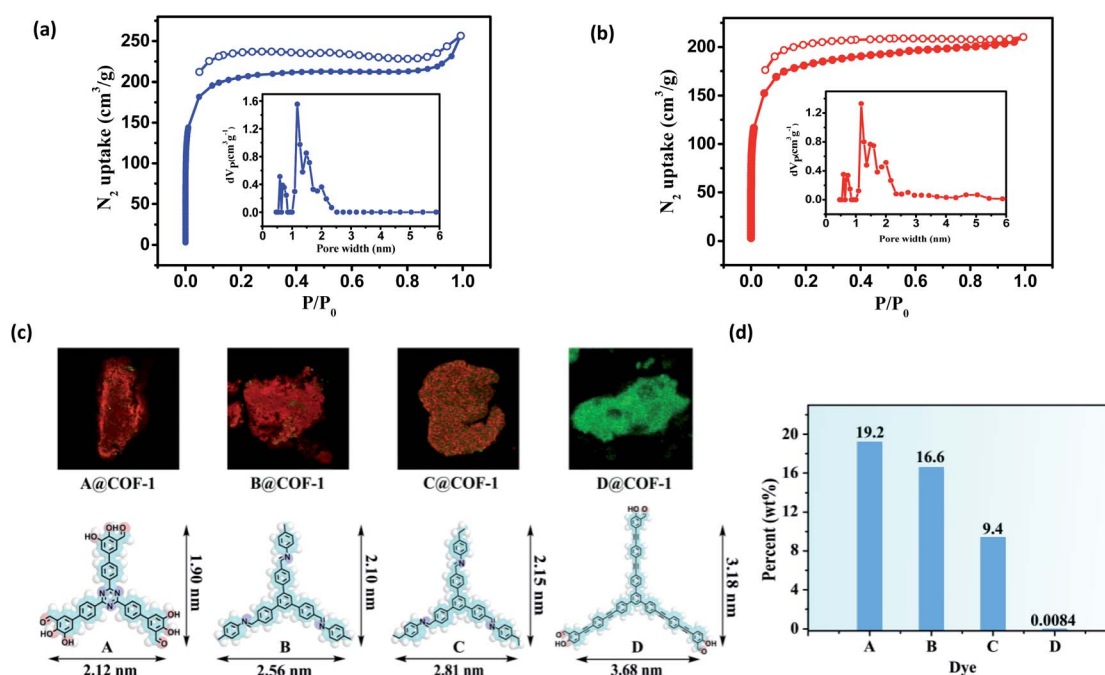 (a)
N2 uptake (cm3/g)
250
200
150
100
50
0
0.0 0.2 0.4 0.6 0.8 1.0
P/P0
dVP(cm3g-1)
1.6
1.2
0.8
0.4
0.0
0 1 2 3 4 5 6
Pore width (nm)
(b)
N2 uptake (cm3/g)
200
150
100
50
0
0.0 0.2 0.4 0.6 0.8 1.0
P/P0
dVP(cm3g-1)
1.2
0.8
0.4
0.0
0 1 2 3 4 5 6
Pore width (nm)
(c)
A@COF-1 B@COF-1 C@COF-1 D@COF-1
1.90 nm
2.10 nm
2.15 nm
3.18 nm
A B C D
2.12 nm 2.56 nm 2.81 nm 3.68 nm
(d)
Percent (wt%)
20
16
12
8
4
0
19.2
16.6
9.4
0.0084
A B C D
Dye